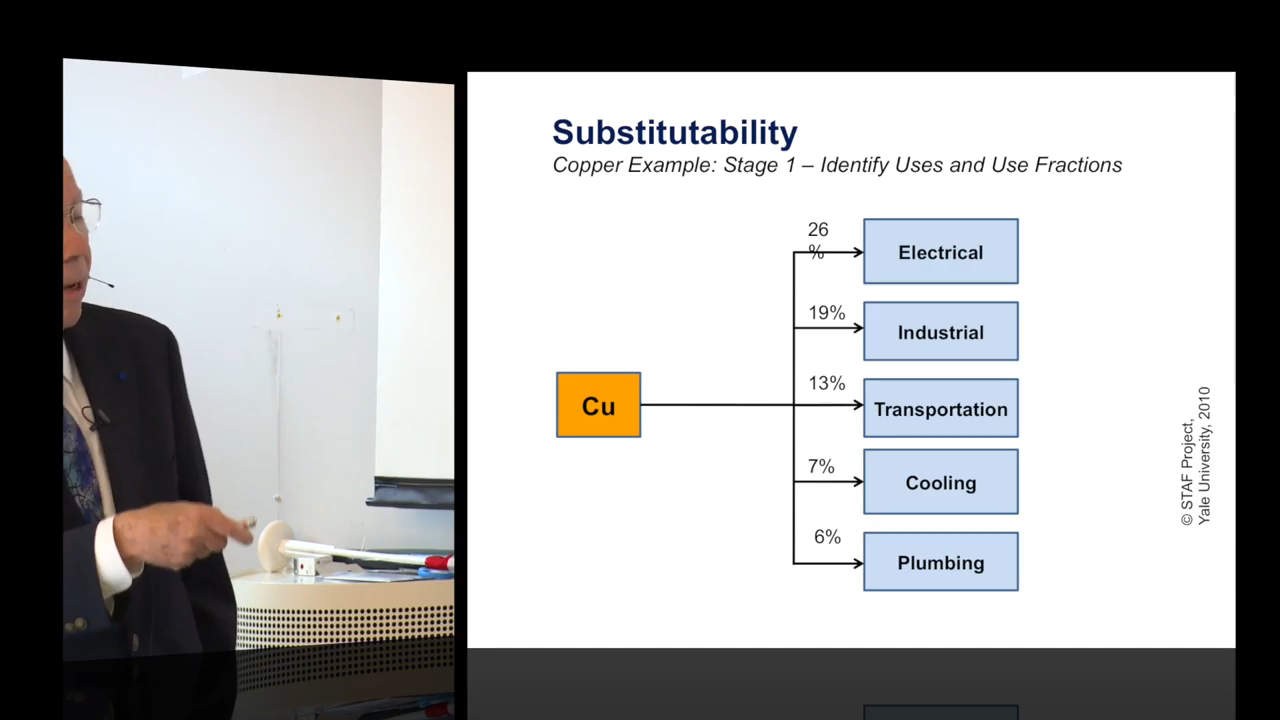 Substitutability
Copper Example: Stage 1 – Identify Uses and Use Fractions
26
%
Electrical
19%
Industrial
13%
Cu
Transportation
7%
Cooling
6%
Plumbing
© STAF Project,
Yale University, 2010